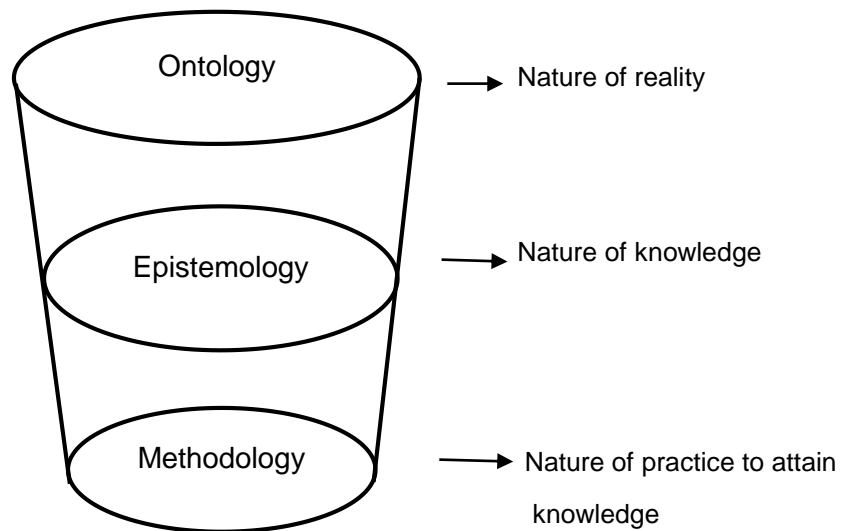 Ontology
Nature of reality
Epistemology
Nature of knowledge
Methodology
Nature of practice to attain
knowledge